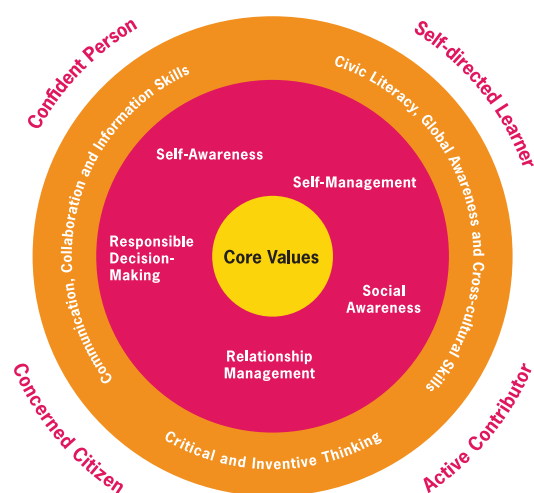 Confident Person
Self-directed Learner
Communication, Collaboration and Information Skills
Civic Literacy, Global Awareness and Cross-cultural Skills
Self-Awareness
Self-Management
Responsible
Decision-
Making
Core Values
Social
Awareness
Relationship
Management
Critical and Inventive Thinking
Concerned Citizen
Active Contributor